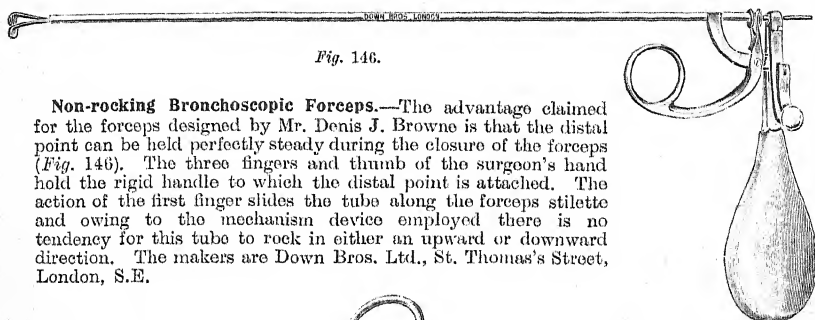 DOWN BROS. LONDON
Fig. 146.
Non-rocking Bronchoscopic Forceps.—The advantage claimed
for the forceps designed by Mr. Denis J. Browne is that the distal
point can be held perfectly steady during the closure of the forceps
(Fig. 146). The three fingers and thumb of the surgeon's hand
hold the rigid handle to which the distal point is attached. The
action of the first finger slides the tube along the forceps stilette
and owing to the mechanism device employed there is no
tendency for this tube to rock in either an upward or downward
direction. The makers are Down Bros. Ltd., St. Thomas's Street,
London, S.E.